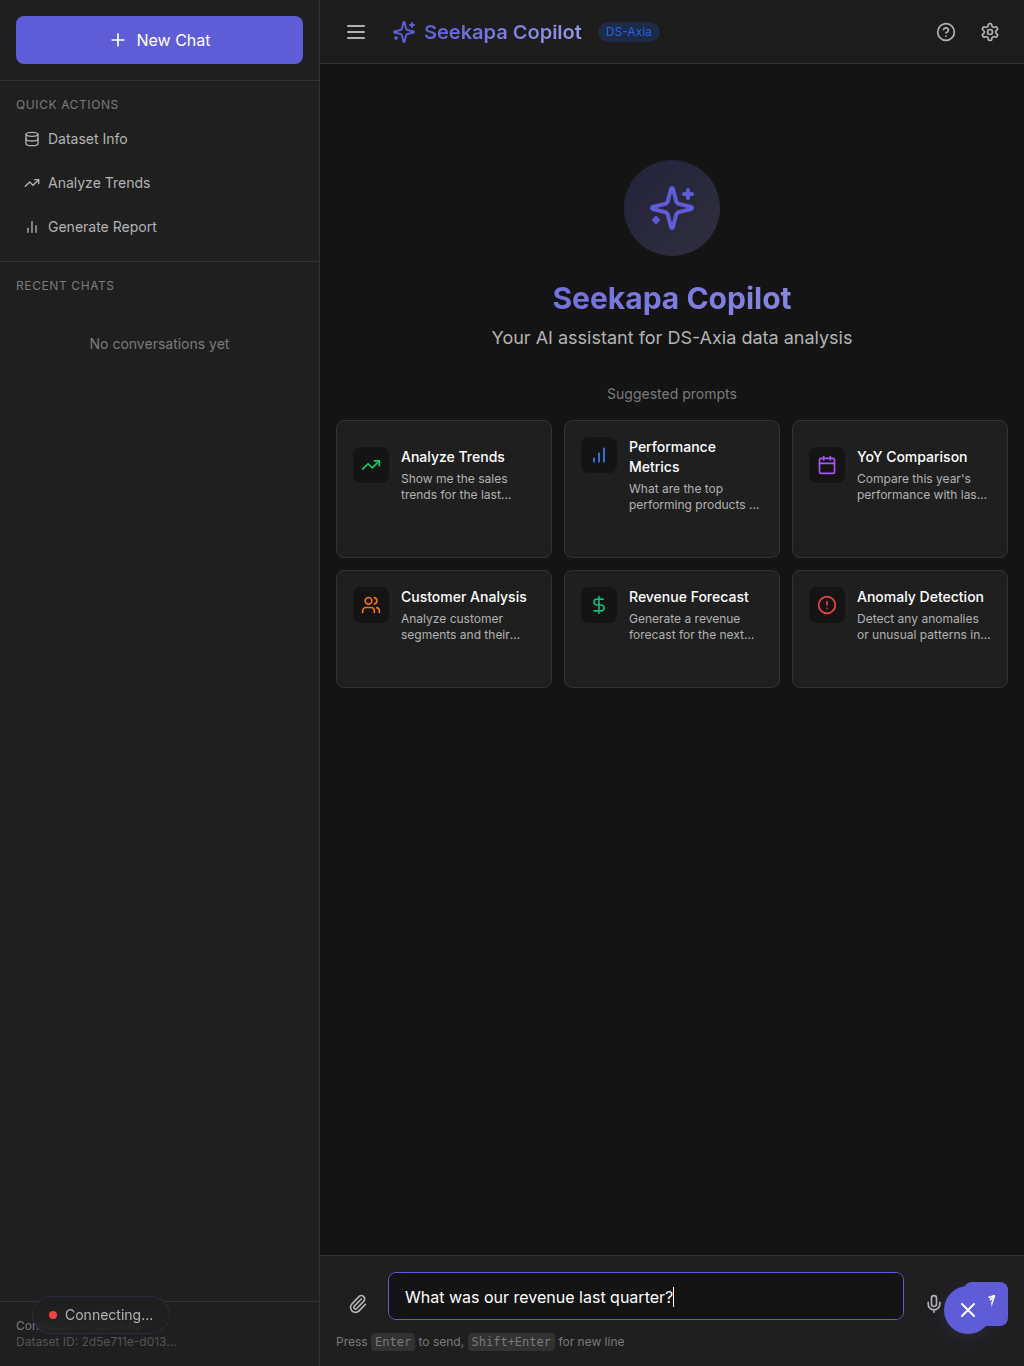 New Chat
QUICK ACTIONS
Dataset Info
Analyze Trends
Generate Report
RECENT CHATS
No conversations yet
Connecting...
Dataset ID: 2d5e711e-d013...
Seekapa Copilot
DS-Axia
Seekapa Copilot
Your AI assistant for DS-Axia data analysis
Suggested prompts
Analyze Trends
Show me the sales
trends for the last...
Performance
Metrics
What are the top
performing products ...
YoY Comparison
Compare this year's
performance with las...
Customer Analysis
Analyze customer
segments and their...
Revenue Forecast
Generate a revenue
forecast for the next...
Anomaly Detection
Detect any anomalies
or unusual patterns in...
What was our revenue last quarter?
Press Enter to send, Shift+Enter for new line